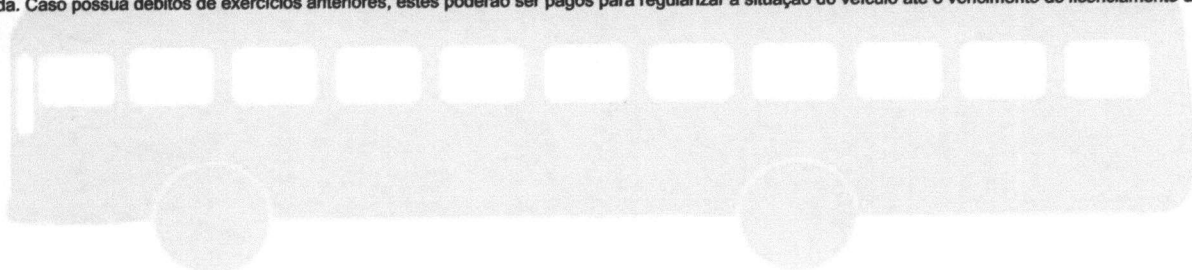 da. Caso possua débitos de exercícios anteriores, estes poderão ser pagos para regularizar a situação do veículo até o vencimento do licenciamento